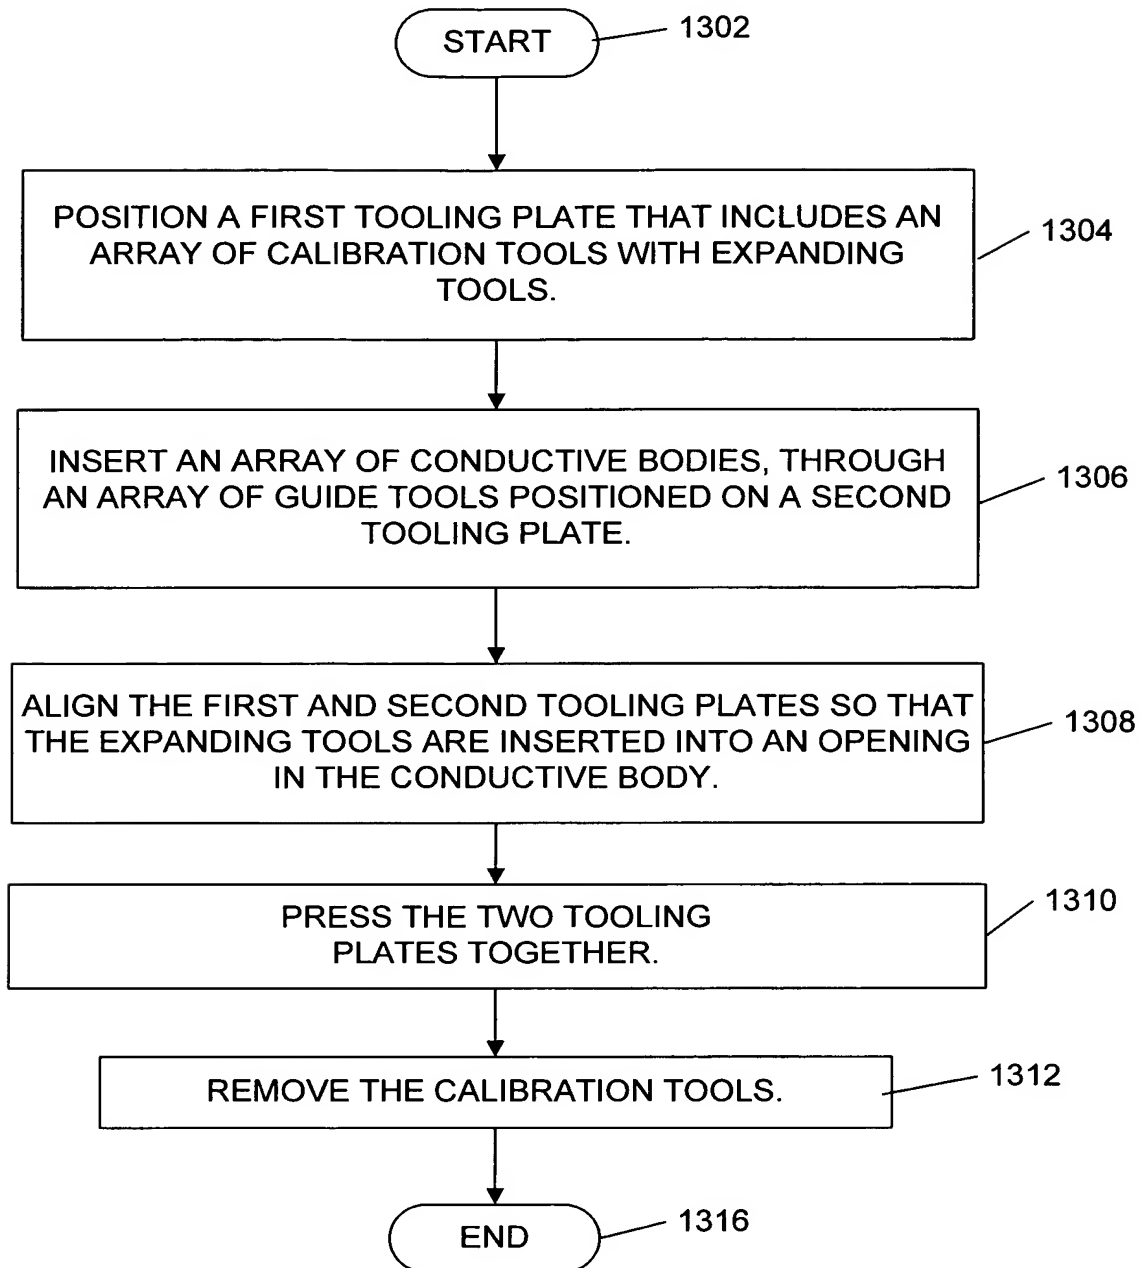 START
1302
POSITION A FIRST TOOLING PLATE THAT INCLUDES AN
ARRAY OF CALIBRATION TOOLS WITH EXPANDING
TOOLS.
1304
INSERT AN ARRAY OF CONDUCTIVE BODIES, THROUGH
AN ARRAY OF GUIDE TOOLS POSITIONED ON A SECOND
TOOLING PLATE.
1306
ALIGN THE FIRST AND SECOND TOOLING PLATES SO THAT
THE EXPANDING TOOLS ARE INSERTED INTO AN OPENING
IN THE CONDUCTIVE BODY.
1308
PRESS THE TWO TOOLING
PLATES TOGETHER.
1310
REMOVE THE CALIBRATION TOOLS.
1312
END
1316